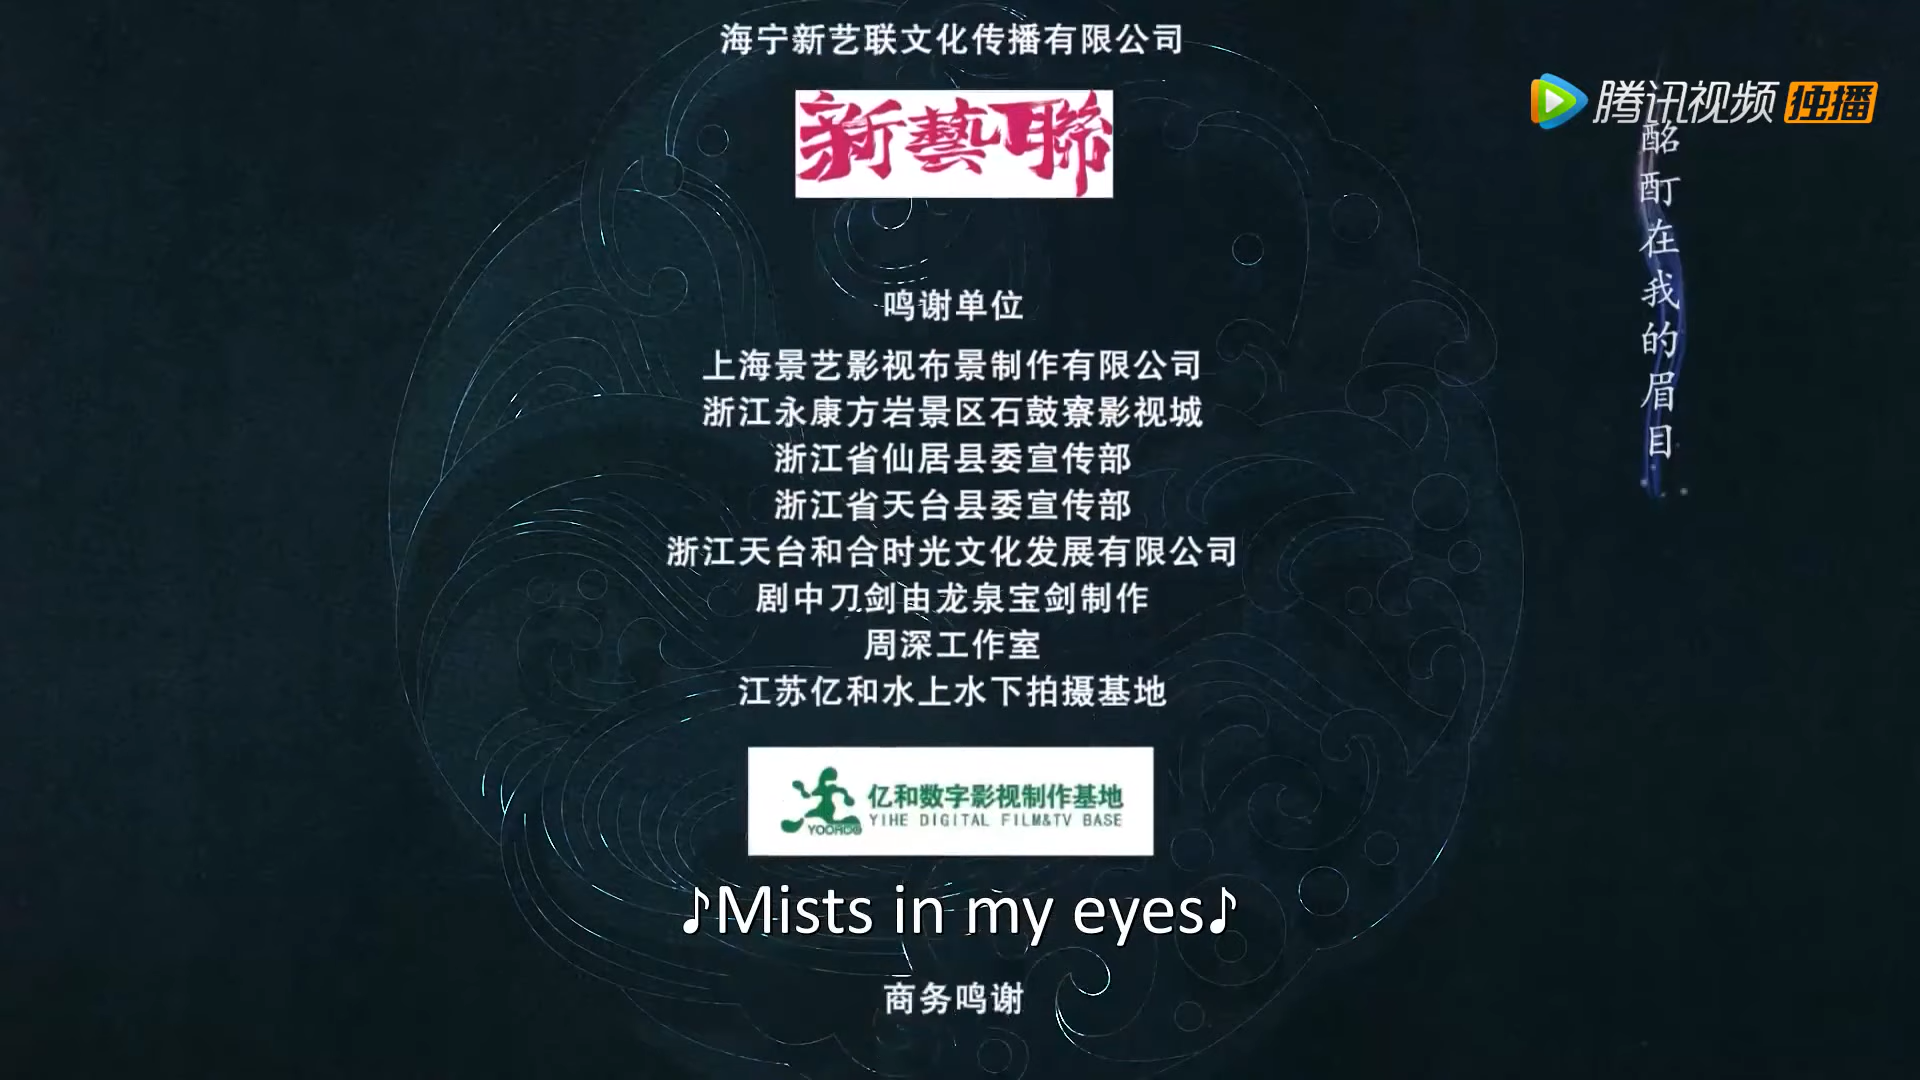 海宁新艺联文化传播有限公司
新藝聯
腾讯视频 独播
酩酊在我的眉目
鸣谢单位
上海景艺影视布景制作有限公司
浙江永康方岩景区石鼓寮影视城
浙江省仙居县委宣传部
浙江省天台县委宣传部
浙江天台和合时光文化发展有限公司
剧中刀剑由龙泉宝剑制作
周深工作室
江苏亿和水上水下拍摄基地
亿和数字影视制作基地
YIHE DIGITAL FILM&TV BASE
♪Mists in my eyes♪
商务鸣谢